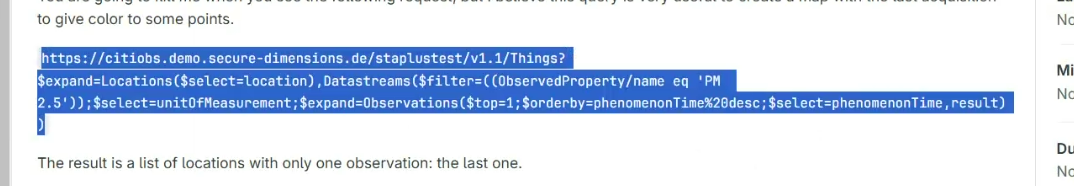 to give color to some points.
https://citiobs.demo.secure-dimensions.de/staplustest/v1.1/Things?
$expand=Locations($select=location),Datastreams($filter=((ObservedProperty/name eq 'PM
2.5'));$select=unitOfMeasurement;$expand=Observations($top=1;$orderby=phenomenonTime%20desc;$select=phenomenonTime,result)
)
The result is a list of locations with only one observation: the last one.
No
Mi
No
Du
No